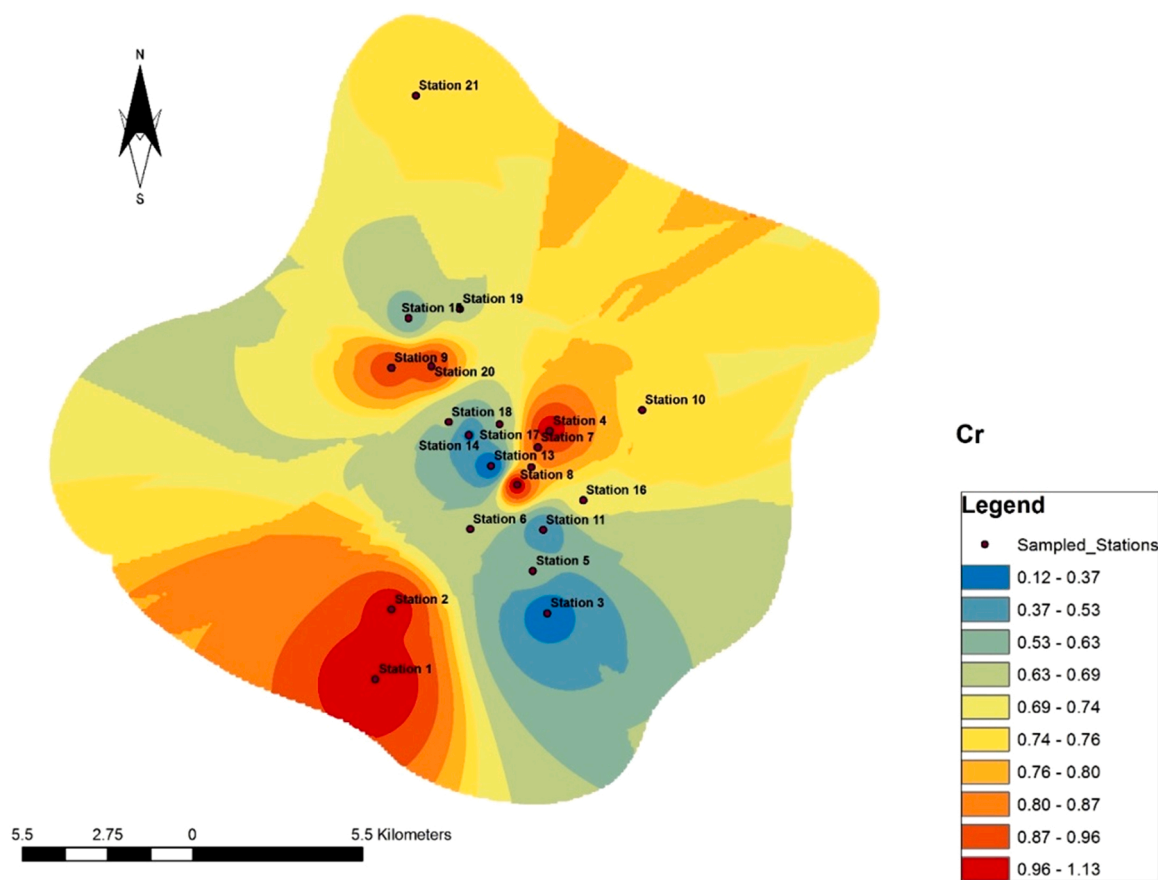 N
S
Station 21
Station 19
Station
Station 9
Station 20
Station 10
Station 18
Station 4
Station 17
Station 7
Station 14
Station 13
Station 8
Station 16
Station 6
Station 11
Station 5
Station 2
Station 3
Station 1
5.5 2.75 0 5.5 Kilometers
Cr
Legend
Sampled_Stations
0.12 - 0.37
0.37 - 0.53
0.53 - 0.63
0.63 - 0.69
0.69 - 0.74
0.74 - 0.76
0.76 - 0.80
0.80 - 0.87
0.87 - 0.96
0.96 - 1.13